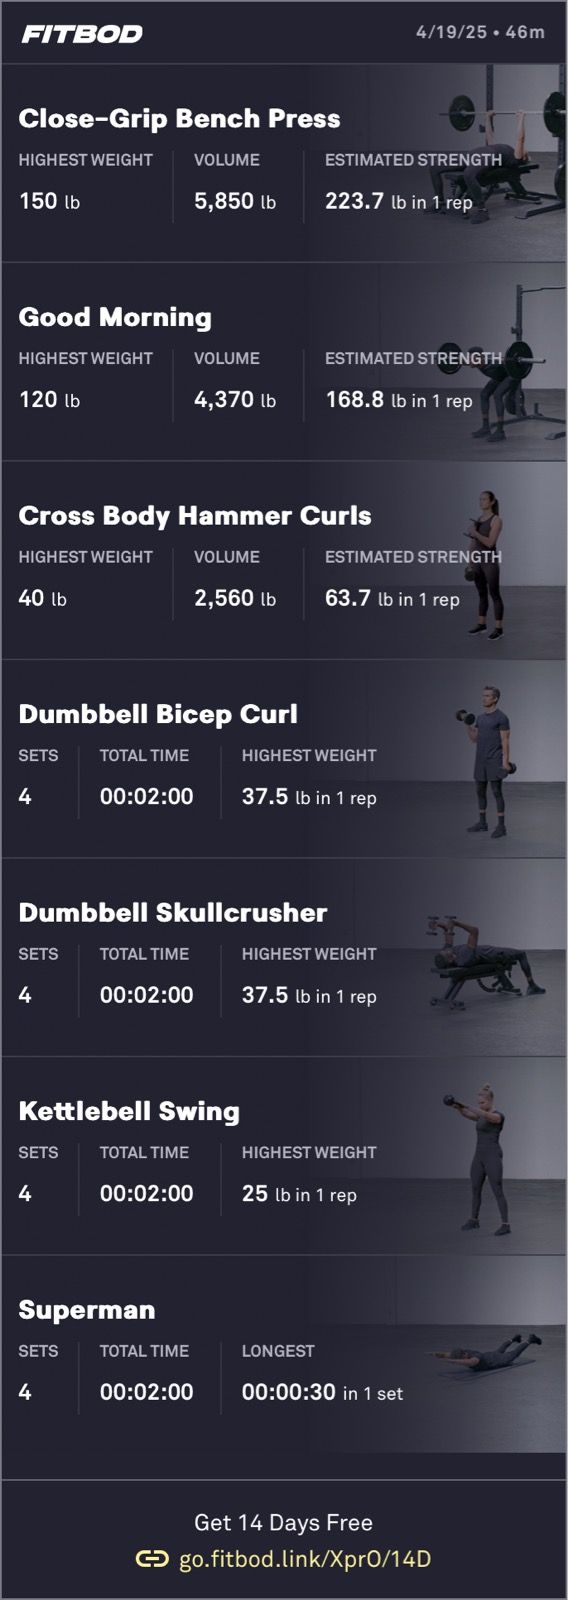 FITBOD
4/19/25 • 46m
Close-Grip Bench Press
HIGHEST WEIGHT VOLUME ESTIMATED STRENGTH
150 lb 5,850 lb 223.7 lb in 1 rep
Good Morning
HIGHEST WEIGHT VOLUME ESTIMATED STRENGTH
120 lb 4,370 lb 168.8 lb in 1 rep
Cross Body Hammer Curls
HIGHEST WEIGHT VOLUME ESTIMATED STRENGTH
40 lb 2,560 lb 63.7 lb in 1 rep
Dumbbell Bicep Curl
SETS TOTAL TIME HIGHEST WEIGHT
4 00:02:00 37.5 lb in 1 rep
Dumbbell Skullcrusher
SETS TOTAL TIME HIGHEST WEIGHT
4 00:02:00 37.5 lb in 1 rep
Kettlebell Swing
SETS TOTAL TIME HIGHEST WEIGHT
4 00:02:00 25 lb in 1 rep
Superman
SETS TOTAL TIME LONGEST
4 00:02:00 00:00:30 in 1 set
Get 14 Days Free
go.fitbod.link/XprO/14D